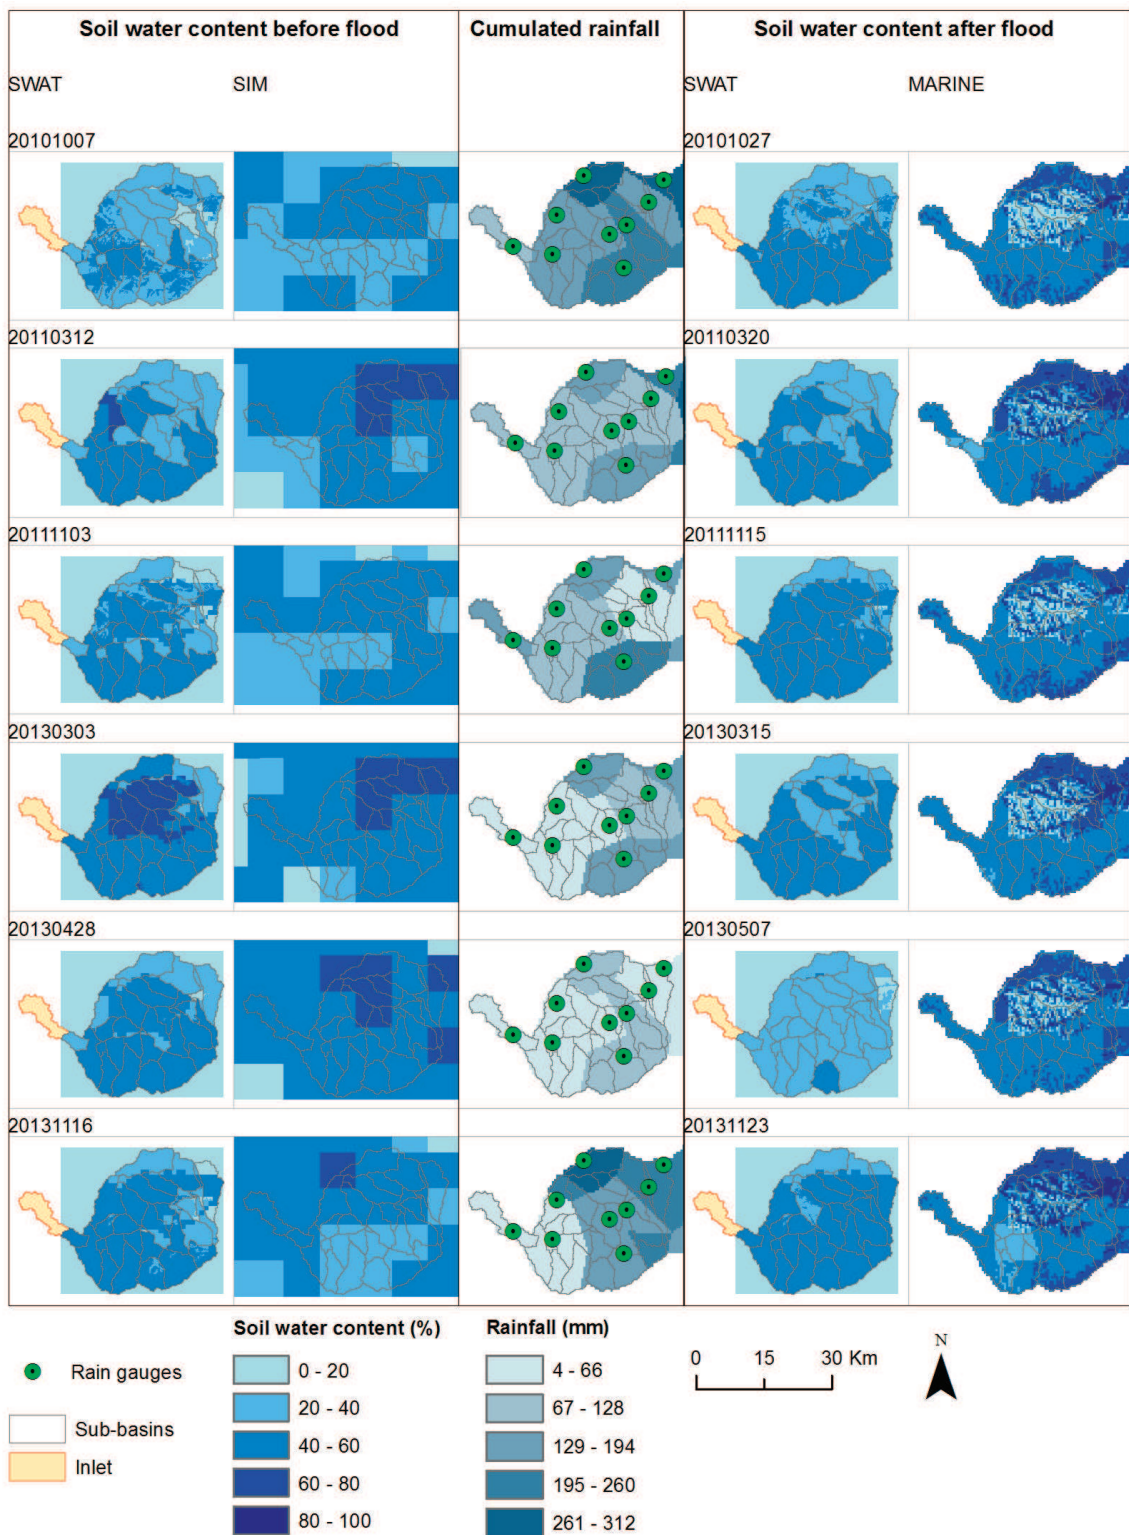 Soil water content before flood Cumulated rainfall Soil water content after flood
SWAT SIM SWAT MARINE
20101007 20101027
20110312 20110320
20111103 20111115
20130303 20130315
20130428 20130507
20131116 20131123
Soil water content (%) Rainfall (mm)
Rain gauges 0 - 20 4 - 66 0 15 30 Km N
20 - 40 67 - 128
Sub-basins 40 - 60 129 - 194
Inlet 60 - 80 195 - 260
80 - 100 261 - 312